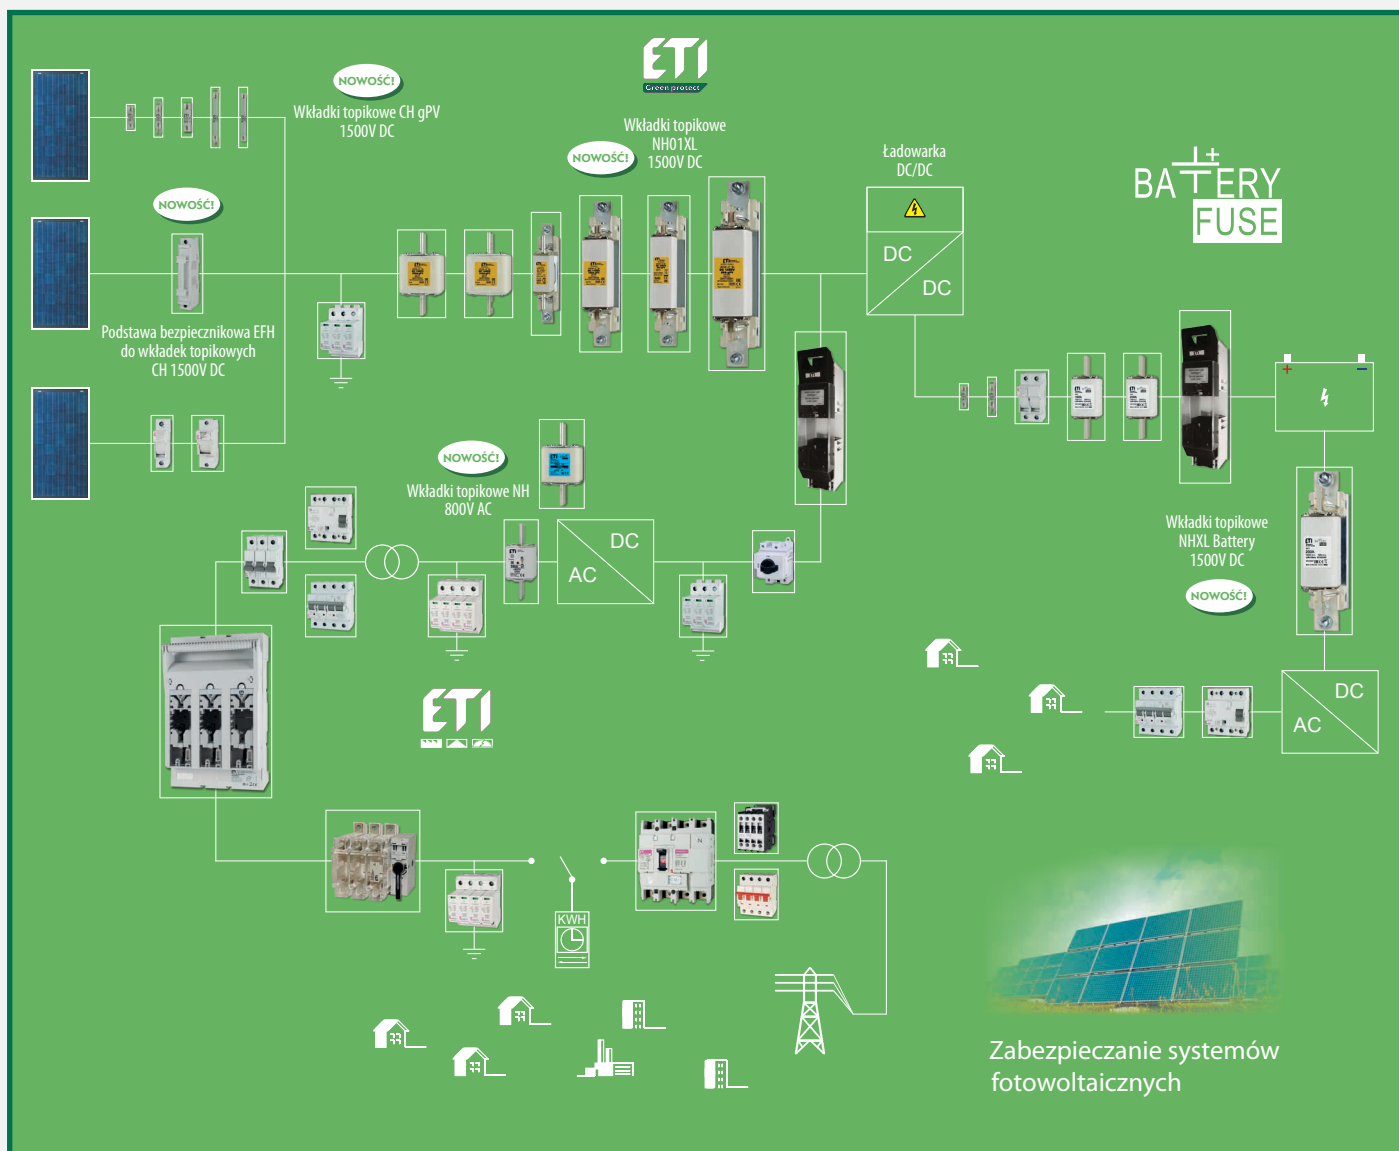 ETI
Green protect
NOWOŚĆ!
Wkładki topikowe CH gPV
1500V DC
Wkładki topikowe
NH01XL
1500V DC
NOWOŚĆ!
Ładowarka
DC/DC
BATTERY
FUSE
NOWOŚĆ!
DC
DC
Podstawa bezpiecznikowa EFH
do wkładek topikowych
CH 1500V DC
+
−
NOWOŚĆ!
Wkładki topikowe NH
800V AC
DC
AC
Wkładki topikowe
NHXL Battery
1500V DC
NOWOŚĆ!
ETI
DC
AC
KWH
Zabezpieczanie systemów
fotowoltaicznych